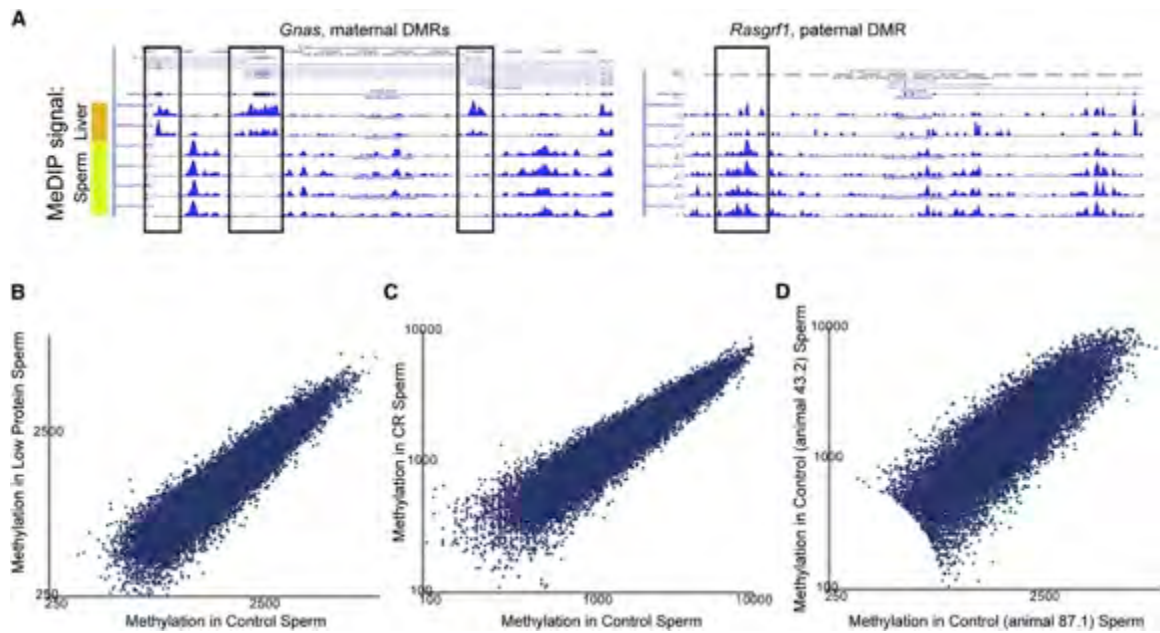 A
Gnas, maternal DMRs
Rasgrf1, paternal DMR
MeDIP signal:
Liver
Sperm
B
Methylation in Low Protein Sperm
2500
250
250
2500
Methylation in Control Sperm
C
Methylation in CR Sperm
10000
1000
100
100
1000
10000
Methylation in Control Sperm
D
Methylation in Control (animal 43.2) Sperm
10000
1000
100
250
2500
Methylation in Control (animal 87.1) Sperm